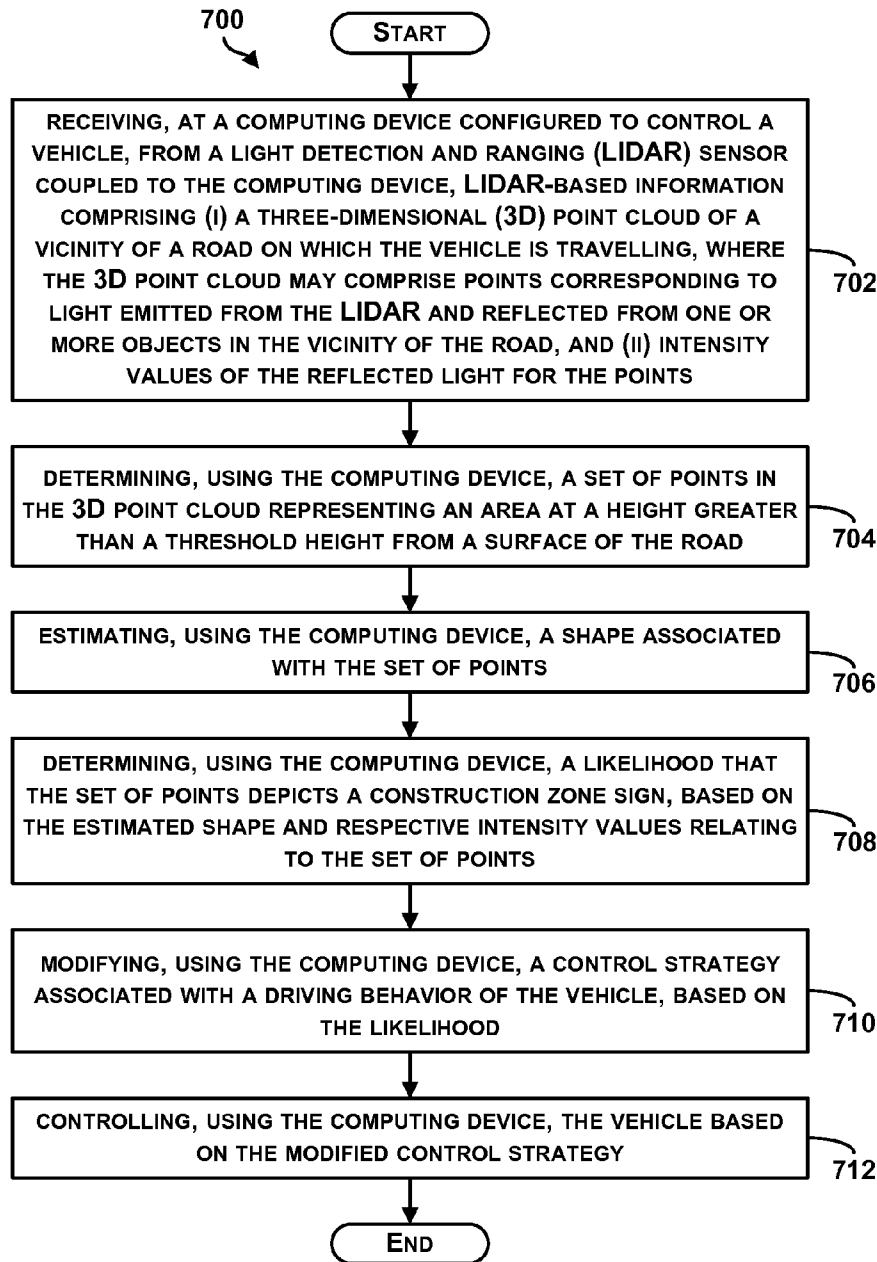 700
START
RECEIVING, AT A COMPUTING DEVICE CONFIGURED TO CONTROL A
VEHICLE, FROM A LIGHT DETECTION AND RANGING (LIDAR) SENSOR
COUPLED TO THE COMPUTING DEVICE, LIDAR-BASED INFORMATION
COMPRISING (I) A THREE-DIMENSIONAL (3D) POINT CLOUD OF A
VICINITY OF A ROAD ON WHICH THE VEHICLE IS TRAVELLING, WHERE
THE 3D POINT CLOUD MAY COMPRISE POINTS CORRESPONDING TO
LIGHT EMITTED FROM THE LIDAR AND REFLECTED FROM ONE OR
MORE OBJECTS IN THE VICINITY OF THE ROAD, AND (II) INTENSITY
VALUES OF THE REFLECTED LIGHT FOR THE POINTS
702
DETERMINING, USING THE COMPUTING DEVICE, A SET OF POINTS IN
THE 3D POINT CLOUD REPRESENTING AN AREA AT A HEIGHT GREATER
THAN A THRESHOLD HEIGHT FROM A SURFACE OF THE ROAD
704
ESTIMATING, USING THE COMPUTING DEVICE, A SHAPE ASSOCIATED
WITH THE SET OF POINTS
706
DETERMINING, USING THE COMPUTING DEVICE, A LIKELIHOOD THAT
THE SET OF POINTS DEPICTS A CONSTRUCTION ZONE SIGN, BASED ON
THE ESTIMATED SHAPE AND RESPECTIVE INTENSITY VALUES RELATING
TO THE SET OF POINTS
708
MODIFYING, USING THE COMPUTING DEVICE, A CONTROL STRATEGY
ASSOCIATED WITH A DRIVING BEHAVIOR OF THE VEHICLE, BASED ON
THE LIKELIHOOD
710
CONTROLLING, USING THE COMPUTING DEVICE, THE VEHICLE BASED
ON THE MODIFIED CONTROL STRATEGY
712
END